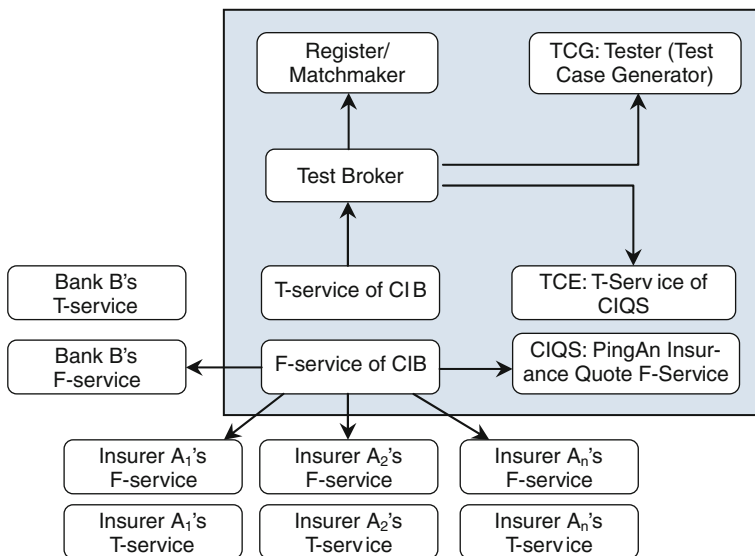 Register/
Matchmaker
TCG: Tester (Test
Case Generator)
Test Broker
Bank B's
T-service
T-service of CIB
TCE: T-Service of
CIQS
Bank B's
F-service
F-service of CIB
CIQS: PingAn Insur-
ance Quote F-Service
Insurer A1's
F-service
Insurer A2's
F-service
Insurer An's
F-service
Insurer A1's
T-service
Insurer A2's
T-service
Insurer An's
T-service